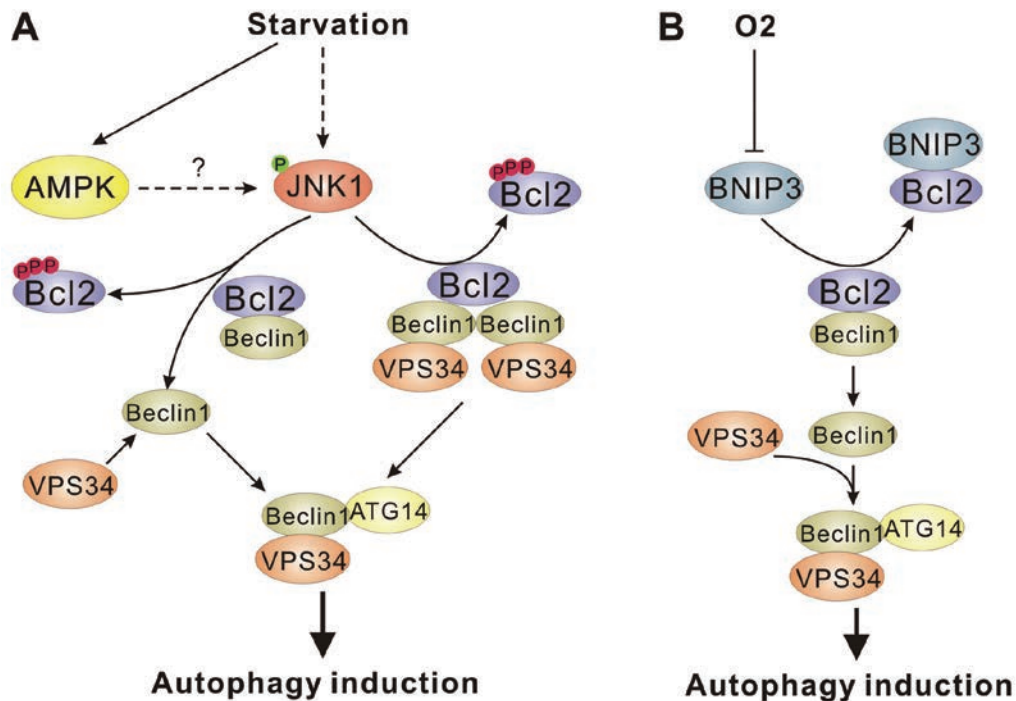 A
Starvation
B
O2
AMPK
?
P
JNK1
PPP
Bcl2
BNIP3
BNIP3
Bcl2
PPP
Bcl2
Bcl2
Beclin1
Bcl2
Beclin1
Beclin1
VPS34
VPS34
Bcl2
Beclin1
Beclin1
VPS34
VPS34
Beclin1
Beclin1
ATG14
VPS34
Beclin1
ATG14
VPS34
Autophagy induction
Autophagy induction